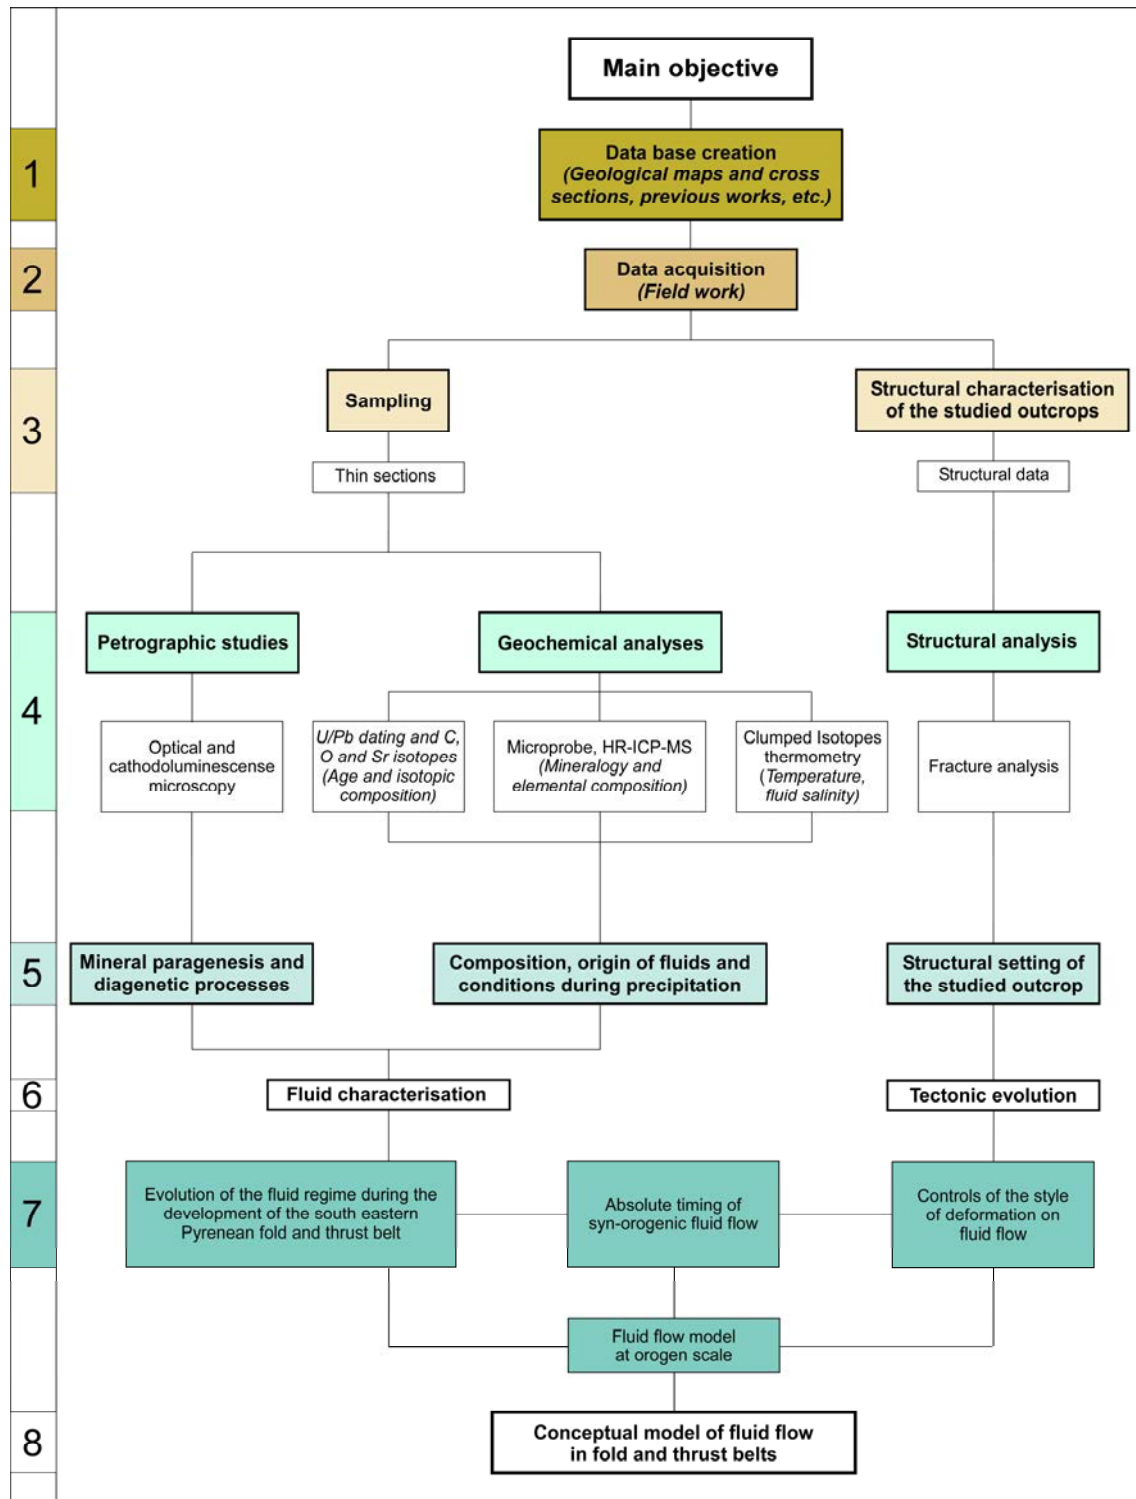 Main objective
1
Data base creation
(Geological maps and cross
sections, previous works, etc.)
2
Data acquisition
(Field work)
3
Sampling
Structural characterisation
of the studied outcrops
Thin sections
Structural data
4
Petrographic studies
Geochemical analyses
Structural analysis
Optical and
cathodoluminescense
microscopy
U/Pb dating and C,
O and Sr isotopes
(Age and isotopic
composition)
Microprobe, HR-ICP-MS
(Mineralogy and
elemental composition)
Clumped Isotopes
thermometry
(Temperature,
fluid salinity)
Fracture analysis
5
Mineral paragenesis and
diagenetic processes
Composition, origin of fluids and
conditions during precipitation
Structural setting of
the studied outcrop
6
Fluid characterisation
Tectonic evolution
7
Evolution of the fluid regime during the
development of the south eastern
Pyrenean fold and thrust belt
Absolute timing of
syn-orogenic fluid flow
Controls of the style
of deformation on
fluid flow
Fluid flow model
at orogen scale
8
Conceptual model of fluid flow
in fold and thrust belts